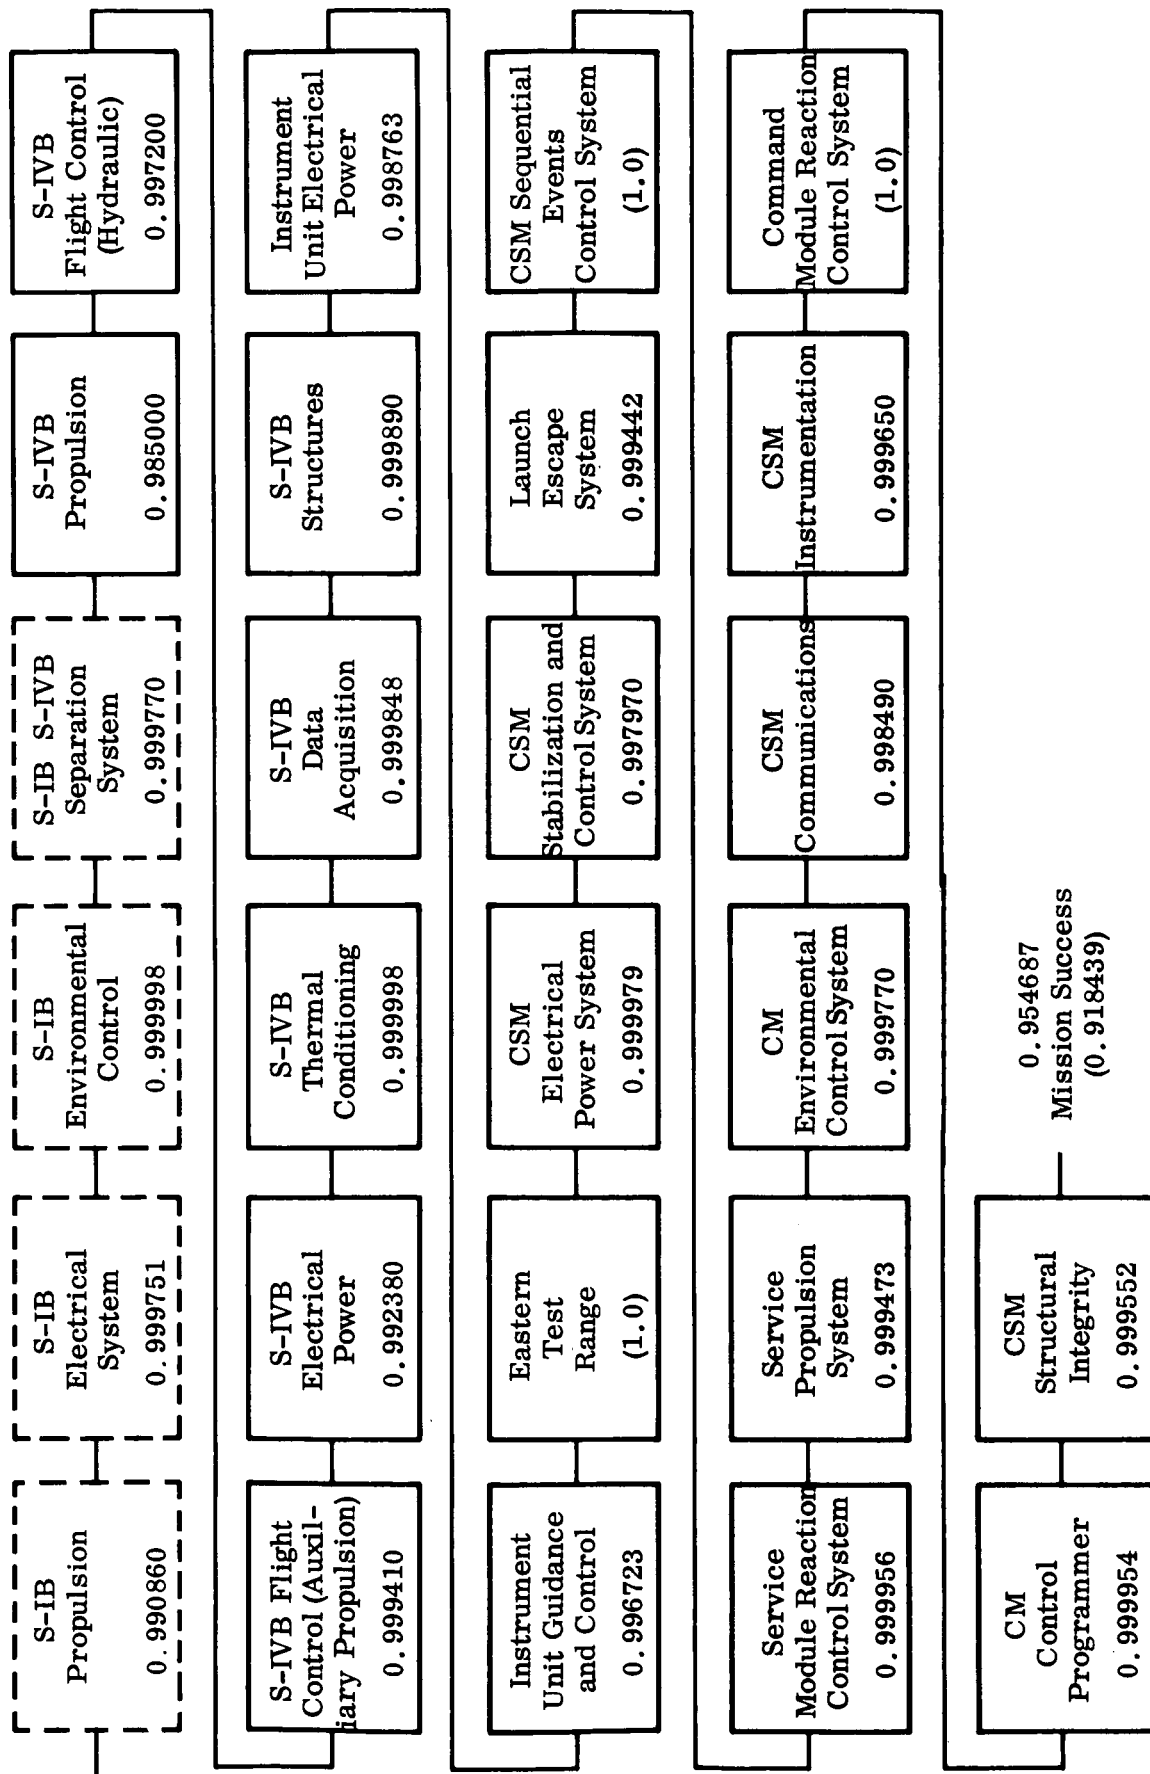 S-IB
Propulsion
0.990860
S-IB
Electrical
System
0.999751
S-IB
Environmental
Control
0.999998
S-IB S-IVB
Separation
System
0.999770
S-IVB
Propulsion
0.985000
S-IVB
Flight Control
(Hydraulic)
0.997200
S-IVB Flight
Control (Auxil-
iary Propulsion)
0.999410
S-IVB
Electrical
Power
0.992380
S-IVB
Thermal
Conditioning
0.999998
S-IVB
Data
Acquisition
0.999848
S-IVB
Structures
0.999890
Instrument
Unit Electrical
Power
0.998763
Instrument
Unit Guidance
and Control
0.996723
Eastern
Test
Range
(1.0)
CSM
Electrical
Power System
0.999979
CSM
Stabilization and
Control System
0.997970
Launch
Escape
System
0.999442
CSM Sequential
Events
Control System
(1.0)
Service
Module Reaction
Control System
0.999956
Service
Propulsion
System
0.999473
CM
Environmental
Control System
0.999770
CSM
Communications
0.998490
CSM
Instrumentation
0.999650
Command
Module Reaction
Control System
(1.0)
CM
Control
Programmer
0.999954
CSM
Structural
Integrity
0.999552
0.954687
Mission Success
(0.918439)